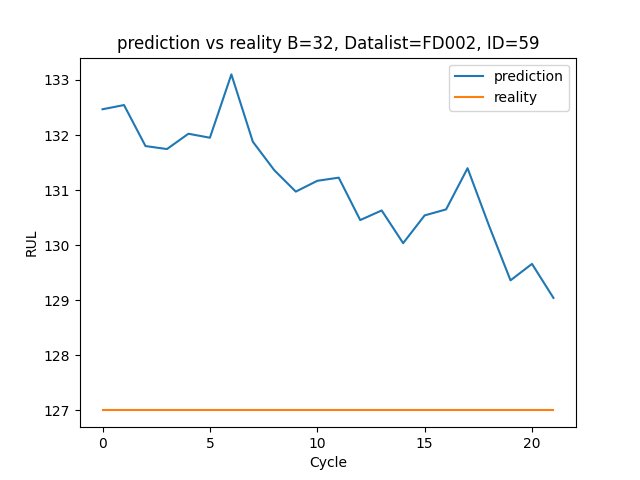 prediction vs reality B=32, Datalist=FD002, ID=59
prediction
reality
133
132
131
130
129
128
127
RUL
0
5
10
15
20
Cycle